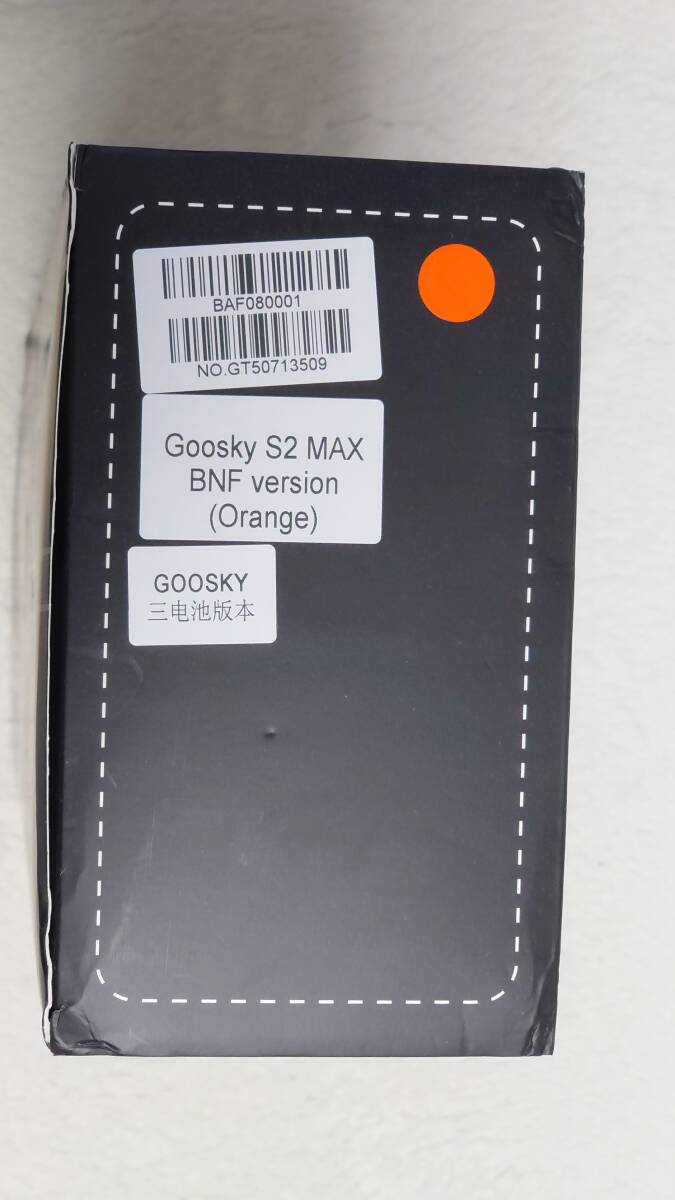 BAF080001
NO.GT50713509
Goosky S2 MAX
BNF version
(Orange)
GOOSKY
三电池版本